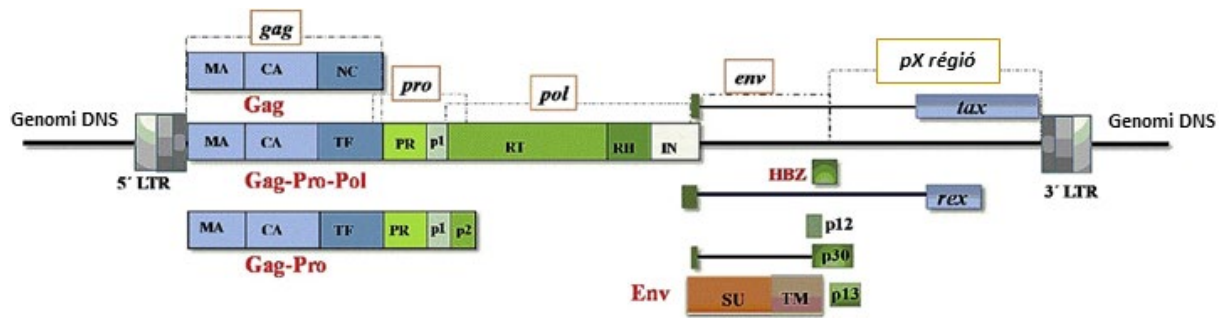 gag
pro
pol
env
pX régió
MA CA NC
Gag
tax
Genomi DNS
Genomi DNS
MA CA TF PR p1 RT RH IN
5´ LTR
3´ LTR
Gag-Pro-Pol
HBZ
rex
MA CA TF PR p1 p2
Gag-Pro
p12
p30
Env
SU TM p13